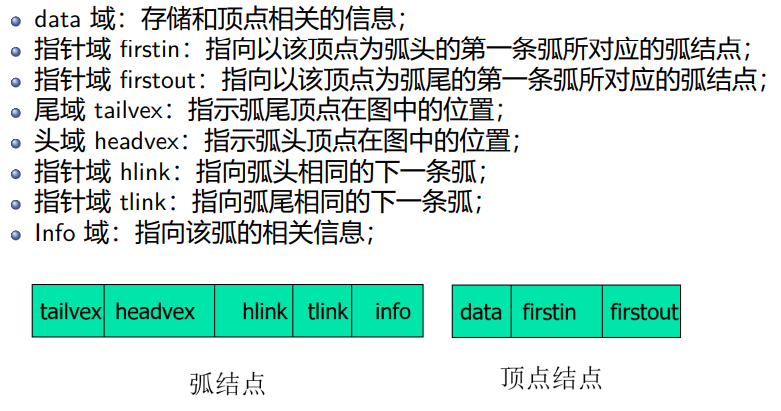 data 域：存储和顶点相关的信息；
指针域 firstin：指向以该顶点为弧头的第一条弧所对应的弧结点；
指针域 firstout：指向以该顶点为弧尾的第一条弧所对应的弧结点；
尾域 tailvex：指示弧尾顶点在图中的位置；
头域 headvex：指示弧头顶点在图中的位置；
指针域 hlink：指向弧头相同的下一条弧；
指针域 tlink：指向弧尾相同的下一条弧；
Info 域：指向该弧的相关信息；
tailvex headvex hlink tlink info data firstin firstout
弧结点 顶点结点